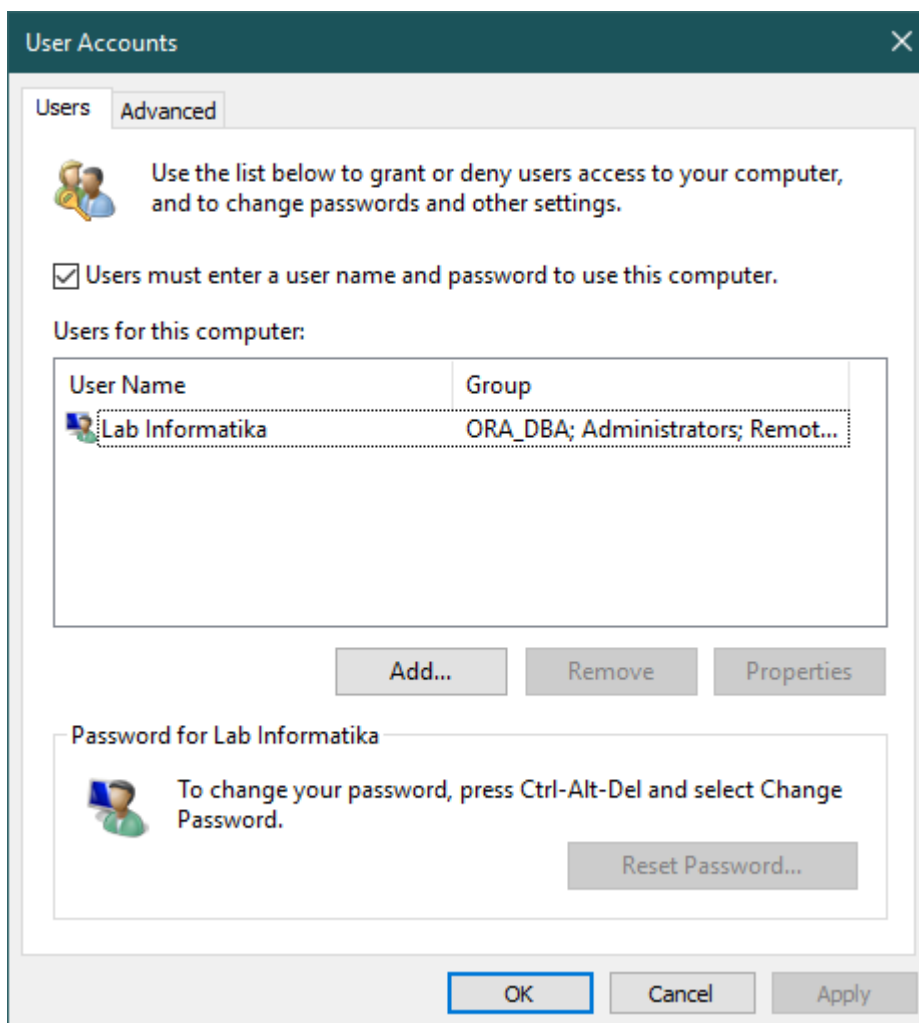 User Accounts
Users
Advanced
Use the list below to grant or deny users access to your computer,
and to change passwords and other settings.
Users must enter a user name and password to use this computer.
Users for this computer:
User Name
Group
Lab Informatika
ORA_DBA; Administrators; Remot...
Add...
Remove
Properties
Password for Lab Informatika
To change your password, press Ctrl-Alt-Del and select Change
Password.
Reset Password...
OK
Cancel
Apply